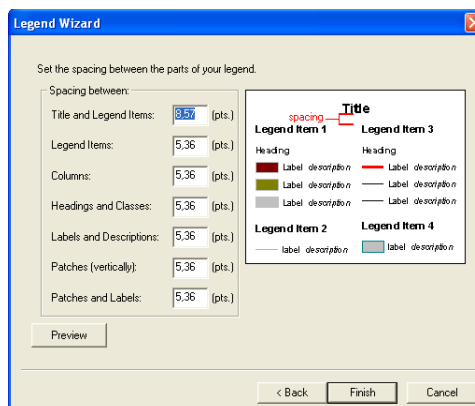 Legend Wizard
Set the spacing between the parts of your legend.
Spacing between:
Title and Legend Items: 8,57 (pts.)
Legend Items: 5,36 (pts.)
Columns: 5,36 (pts.)
Headings and Classes: 5,36 (pts.)
Labels and Descriptions: 5,36 (pts.)
Patches (vertically): 5,36 (pts.)
Patches and Labels: 5,36 (pts.)
Title
spacing
Legend Item 1 Legend Item 3
Heading Heading
Label description Label description
Label description Label description
Label description Label description
Legend Item 2 Legend Item 4
label description label description
Preview
< Back Finish Cancel